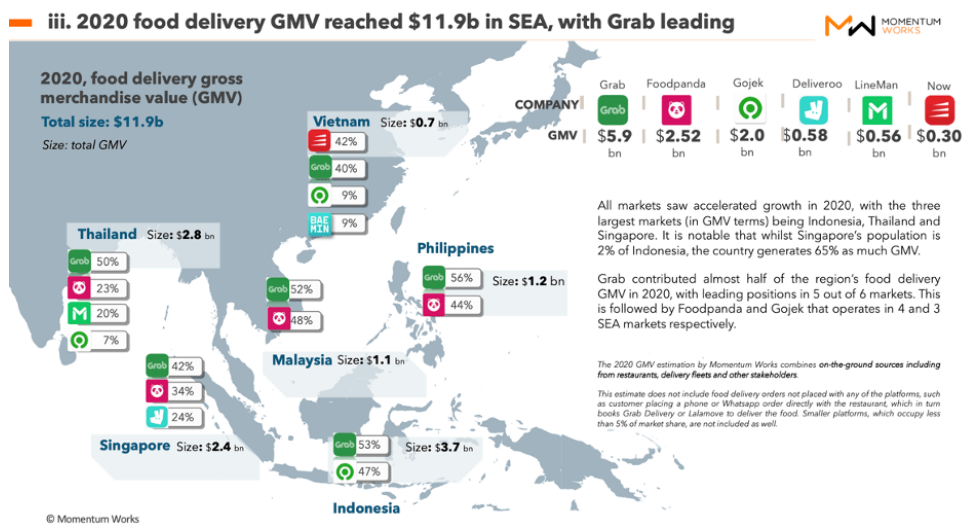 iii. 2020 food delivery GMV reached $11.9b in SEA, with Grab leading
MOMENTUM
WORKS
2020, food delivery gross
merchandise value (GMV)
Total size: $11.9b
Size: total GMV
COMPANY
Grab
Foodpanda
Gojek
Deliveroo
LineMan
Now
Grab
GMV
$5.9
bn
$2.52
bn
$2.0
bn
$0.58
bn
$0.56
bn
$0.30
bn
Vietnam Size: $0.7 bn
42%
Grab 40%
9%
BAE
MIN
9%
Thailand Size: $2.8 bn
Grab 50%
23%
20%
7%
Philippines
Grab 56%
44%
Size: $1.2 bn
Grab 52%
48%
Malaysia Size: $1.1 bn
Grab 42%
34%
24%
Singapore Size: $2.4 bn
Grab 53%
47%
Size: $3.7 bn
Indonesia
All markets saw accelerated growth in 2020, with the three
largest markets (in GMV terms) being Indonesia, Thailand and
Singapore. It is notable that whilst Singapore's population is
2% of Indonesia, the country generates 65% as much GMV.
Grab contributed almost half of the region's food delivery
GMV in 2020, with leading positions in 5 out of 6 markets. This
is followed by Foodpanda and Gojek that operates in 4 and 3
SEA markets respectively.
The 2020 GMV estimation by Momentum Works combines on-the-ground sources including
from restaurants, delivery fleets and other stakeholders.
This estimate does not include food delivery orders not placed with any of the platforms, such
as customer placing a phone or Whatsapp order directly with the restaurant, which in turn
books Grab Delivery or Lalamove to deliver the food. Smaller platforms, which occupy less
than 5% of market share, are not included as well.
© Momentum Works